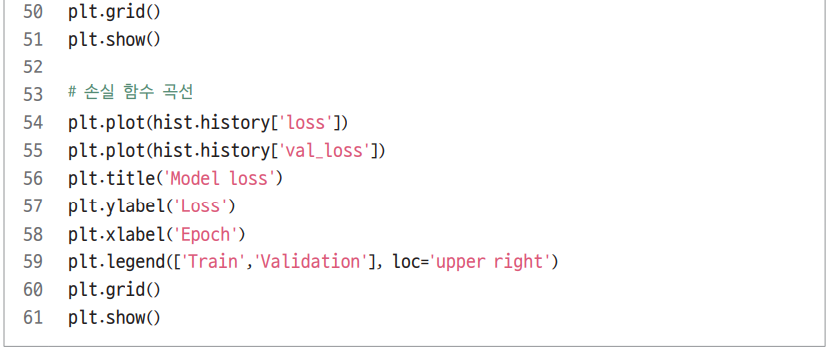 50 plt.grid()
51 plt.show()
52
53 # 손실 함수 곡선
54 plt.plot(hist.history['loss'])
55 plt.plot(hist.history['val_loss'])
56 plt.title('Model loss')
57 plt.ylabel('Loss')
58 plt.xlabel('Epoch')
59 plt.legend(['Train','Validation'], loc='upper right')
60 plt.grid()
61 plt.show()